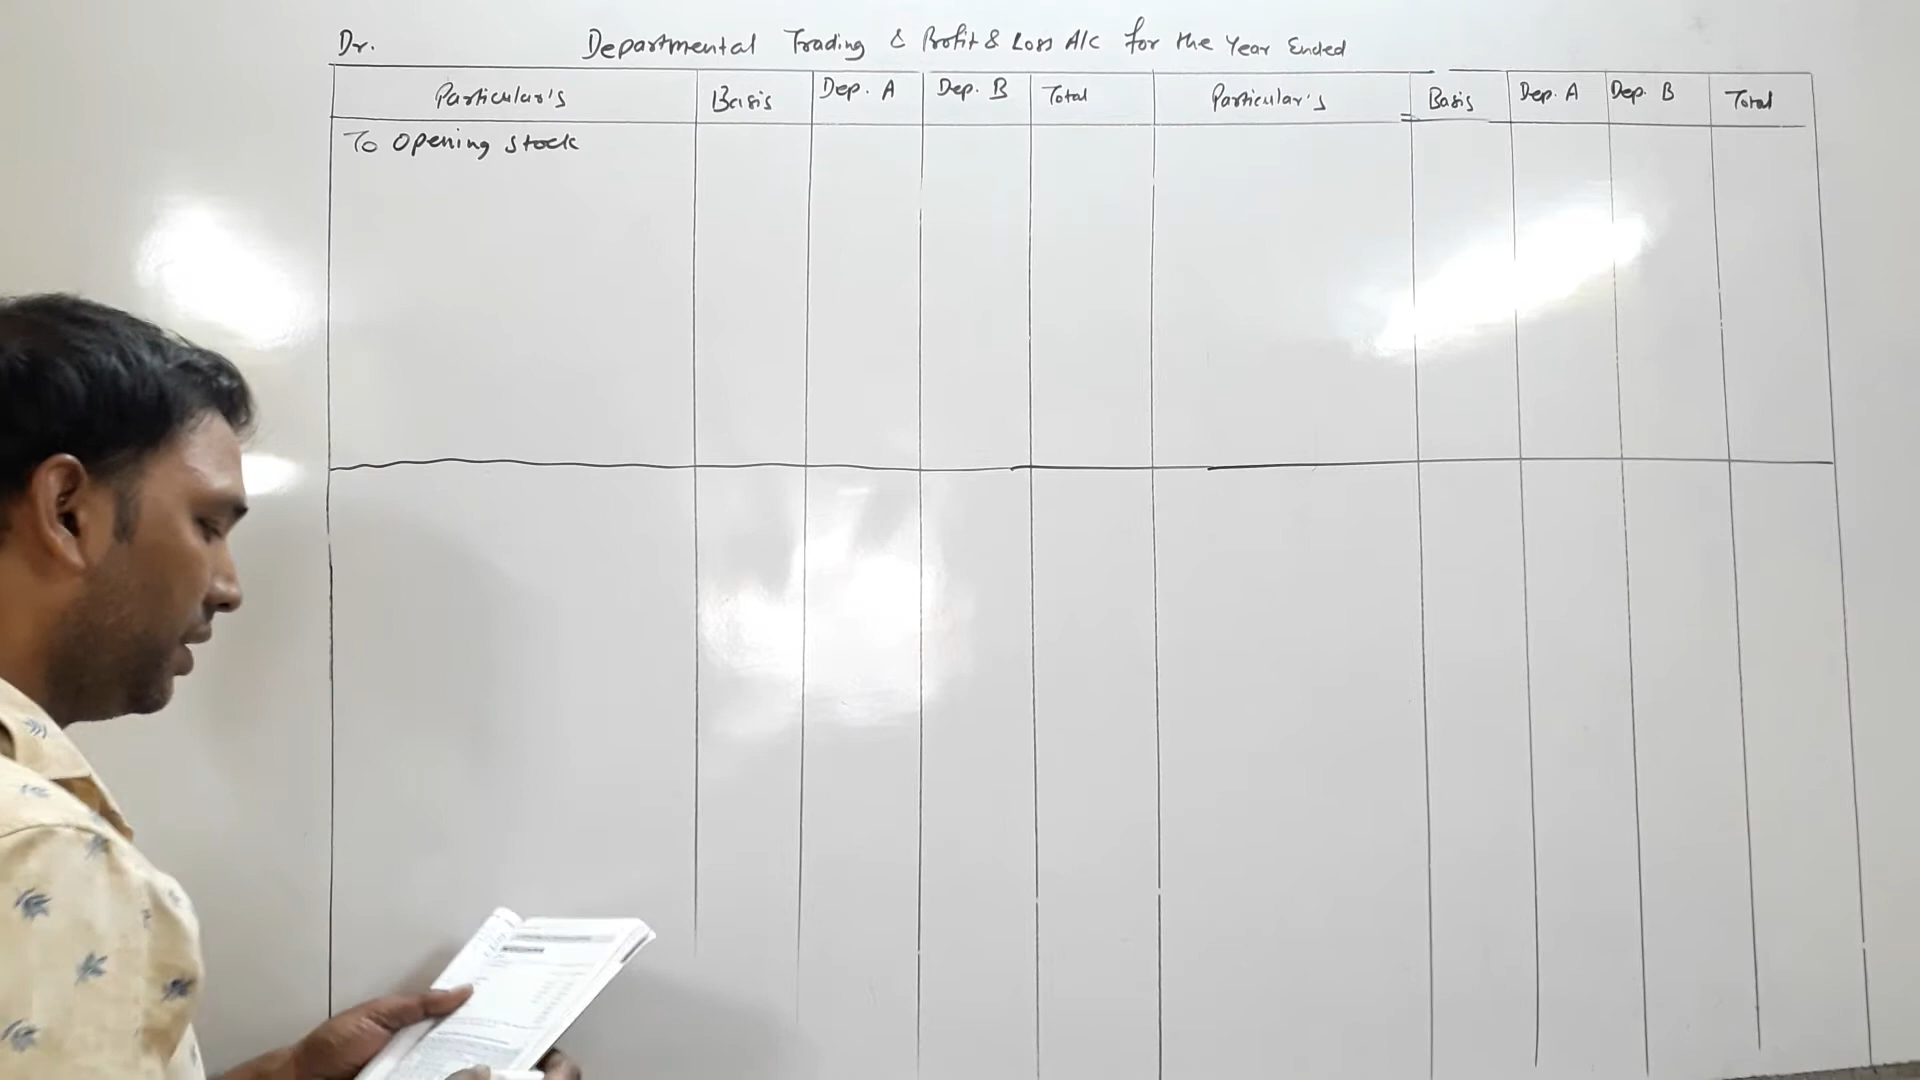 Dr. Departmental Trading & Profit & Loss A/c for the Year Ended
Particular's Basis Dep. A Dep. B Total Particular's Basis Dep. A Dep. B Total
To Opening Stock